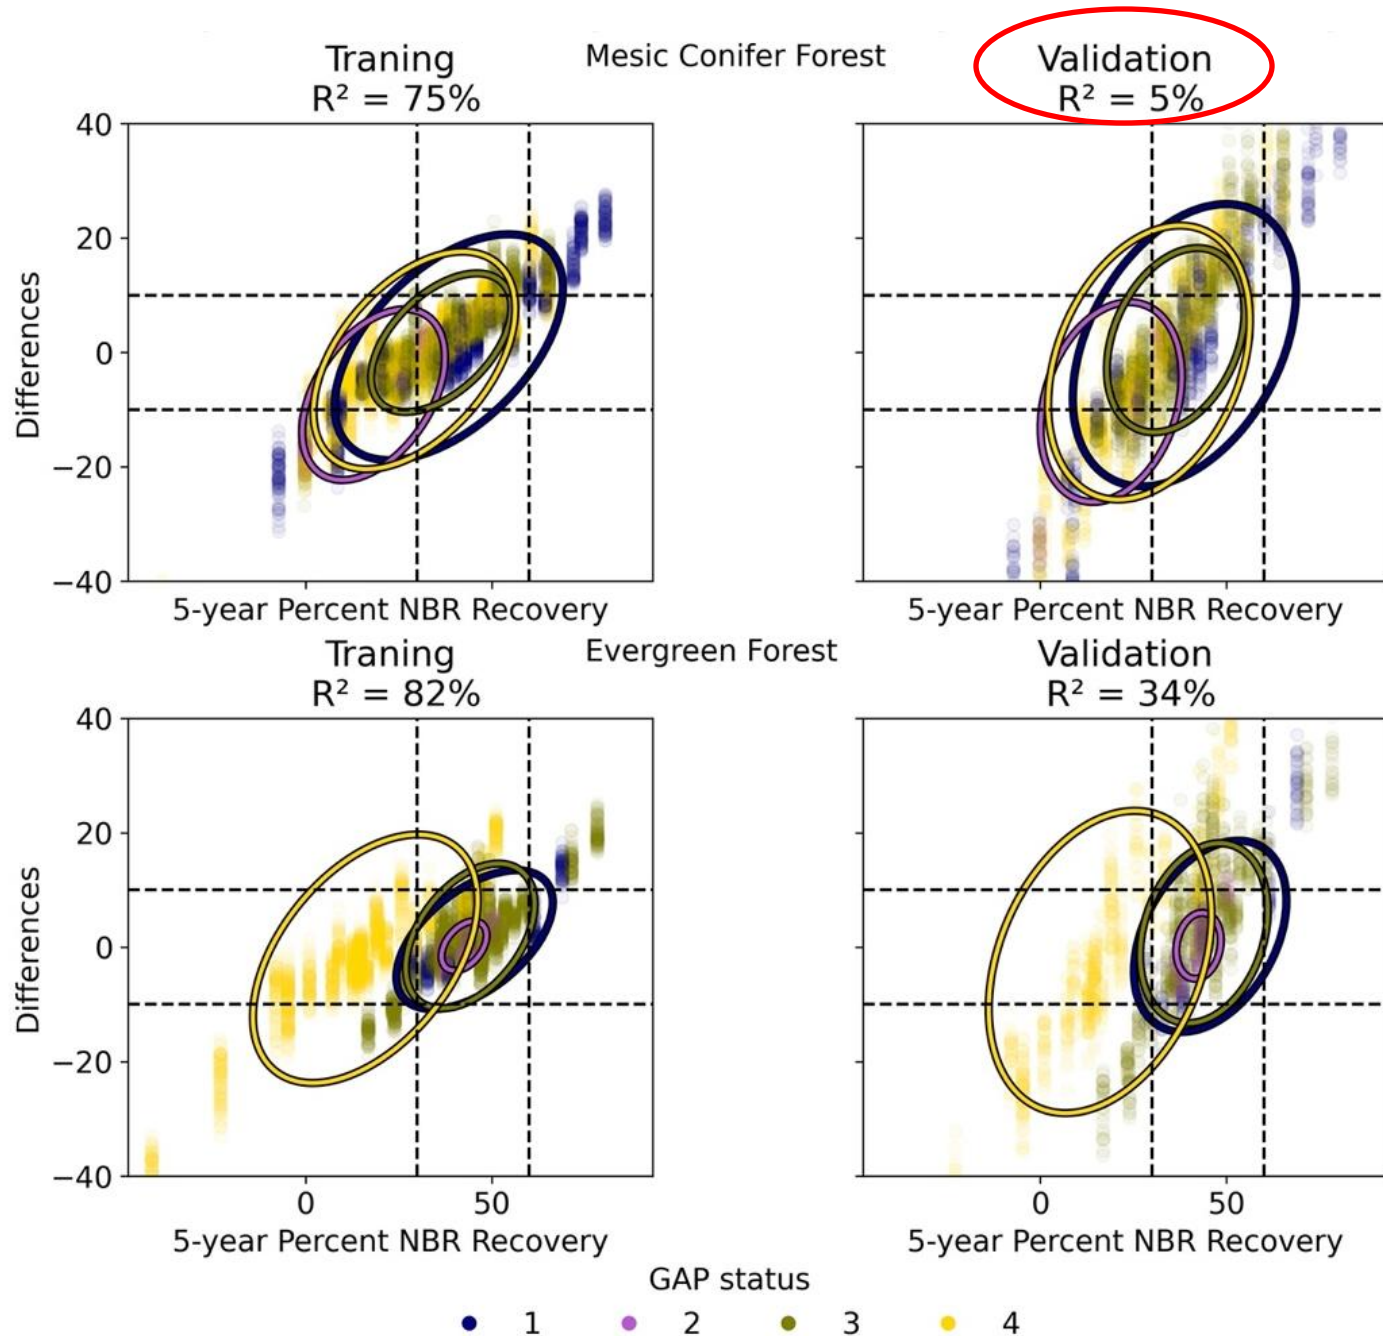 Traning Mesic Conifer Forest Validation
R² = 75% R² = 5%
40
20
0
−20
−40
Differences
5-year Percent NBR Recovery 5-year Percent NBR Recovery
Traning Evergreen Forest Validation
R² = 82% R² = 34%
40
20
0
−20
−40
Differences
0 50 0 50
5-year Percent NBR Recovery 5-year Percent NBR Recovery
GAP status
1 2 3 4